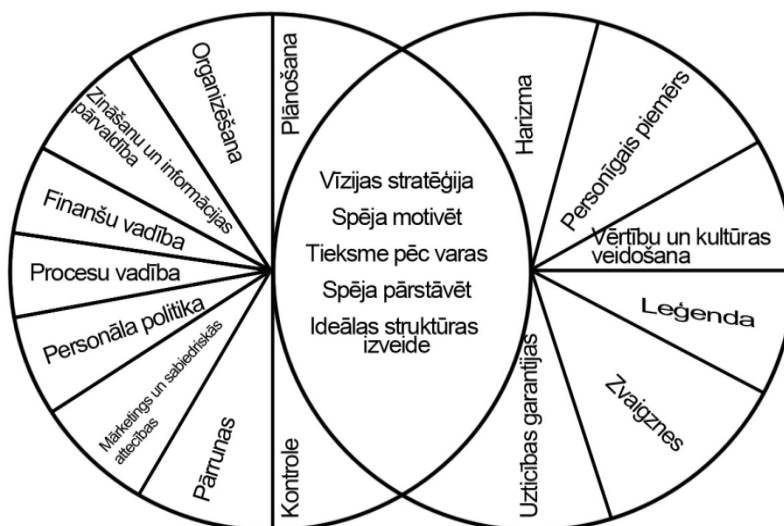 Plānošana
Organizēšana
Zināšanu un informācijas
pārvaldība
Finanšu vadība
Procesu vadība
Personāla politika
Mārketings un sabiedriskās
attecības
Pārrunas
Kontrole
Vīzijas stratēģija
Spēja motivēt
Tieksme pēc varas
Spēja pārstāvēt
Ideālas struktūras
izveide
Harizma
Personīgais piemērs
Vērtību un kultūras
veidošana
Leģenda
Zvaigznes
Uzticības garantijas